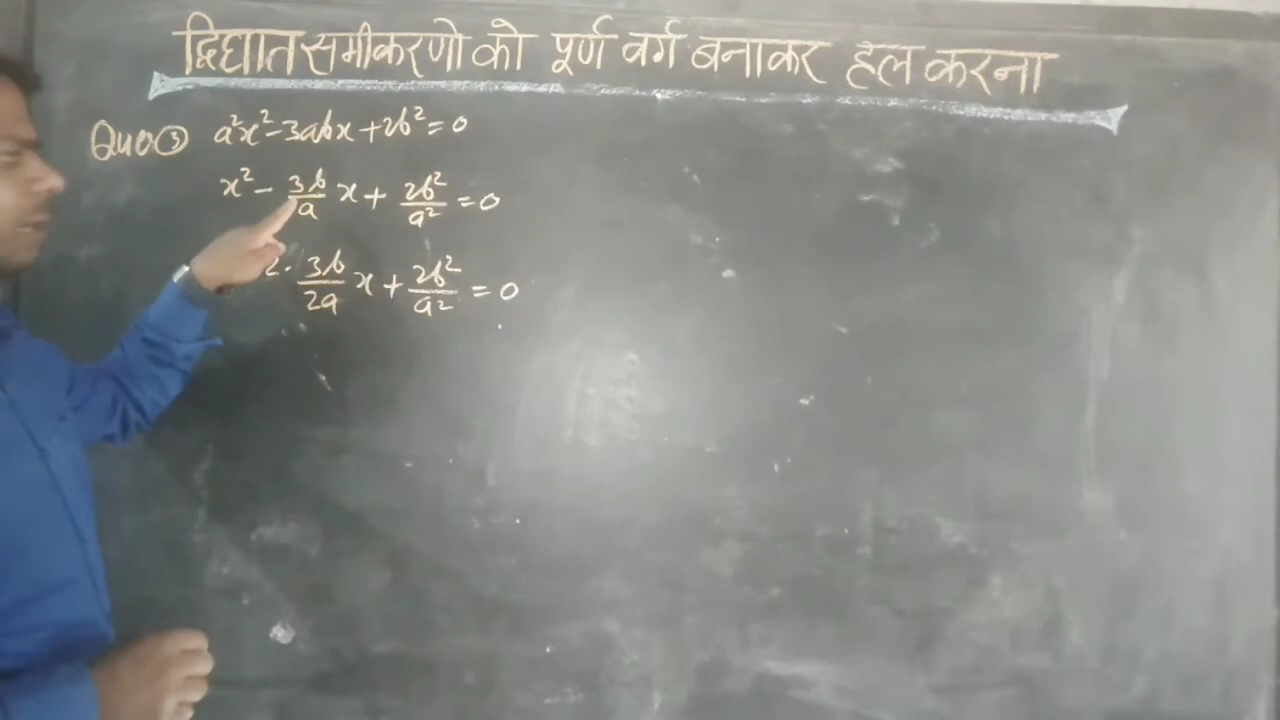 द्विघात समीकरणो को पूर्ण वर्ग बनाकर हल करना
Que ③ a²x²-3abx+2b²=0
x² - 3b/a x + 2b²/a² = 0
2. 3b/2a x + 2b²/a² = 0